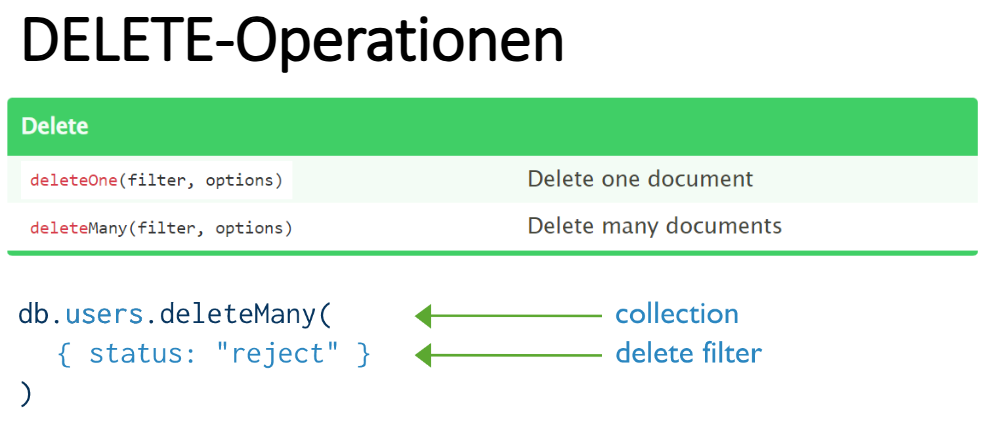 DELETE-Operationen
Delete
deleteOne(filter, options) Delete one document
deleteMany(filter, options) Delete many documents
db.users.deleteMany( collection
{ status: "reject" } delete filter
)